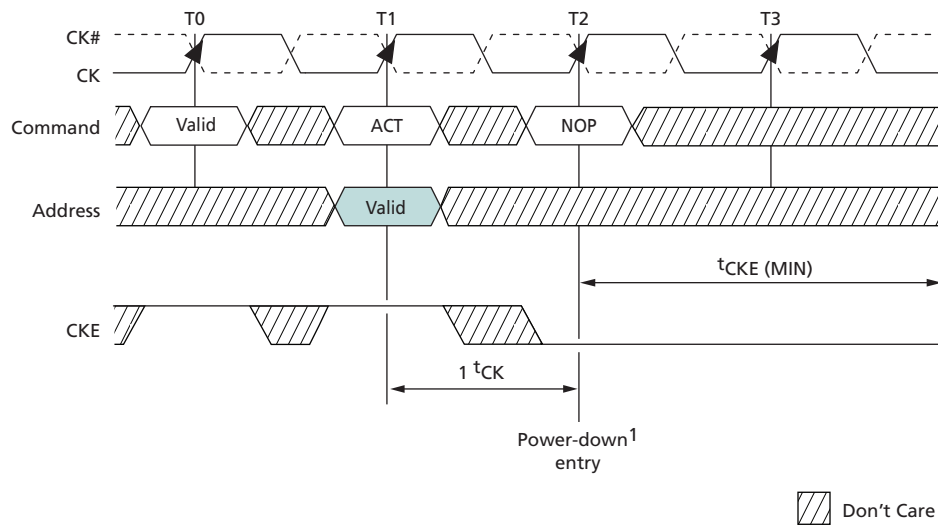 T0 T1 T2 T3
CK#
CK
Command Valid ACT NOP
Address Valid
tCKE (MIN)
CKE
1 tCK
Power-down1
entry
Don't Care